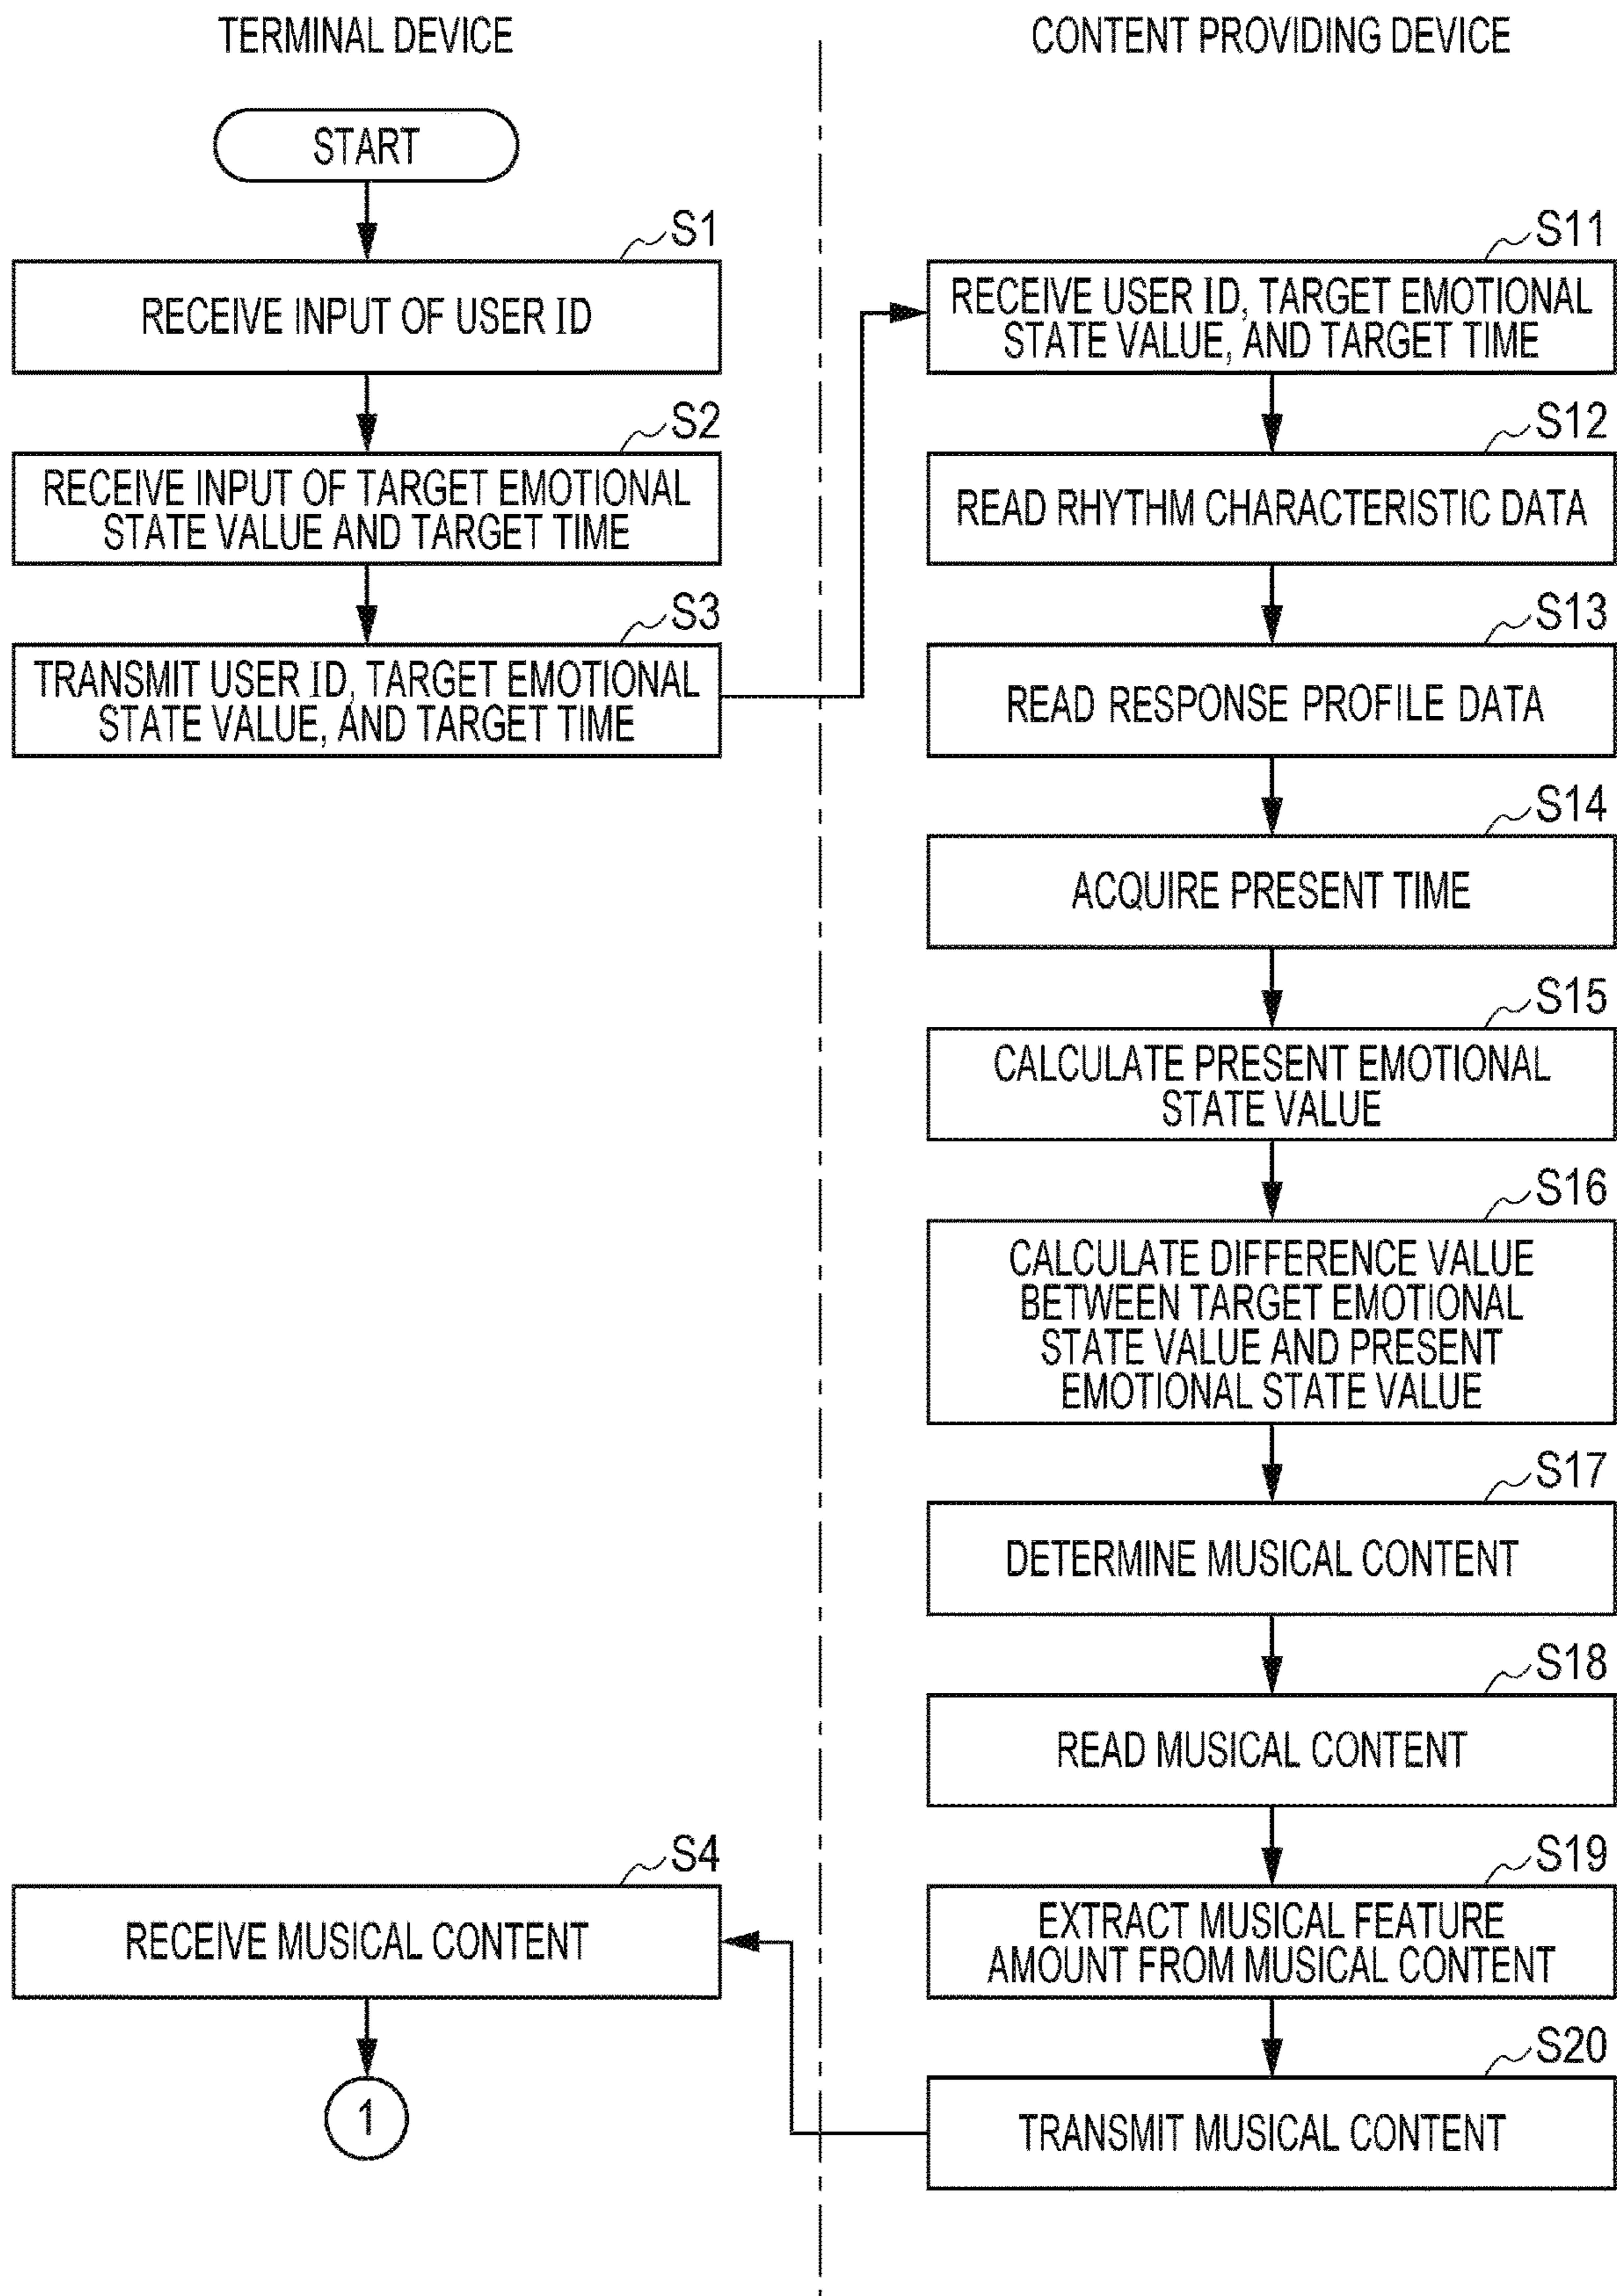 TERMINAL DEVICE
CONTENT PROVIDING DEVICE
START
S1
RECEIVE INPUT OF USER ID
S2
RECEIVE INPUT OF TARGET EMOTIONAL
STATE VALUE AND TARGET TIME
S3
TRANSMIT USER ID, TARGET EMOTIONAL
STATE VALUE, AND TARGET TIME
S11
RECEIVE USER ID, TARGET EMOTIONAL
STATE VALUE, AND TARGET TIME
S12
READ RHYTHM CHARACTERISTIC DATA
S13
READ RESPONSE PROFILE DATA
S14
ACQUIRE PRESENT TIME
S15
CALCULATE PRESENT EMOTIONAL
STATE VALUE
S16
CALCULATE DIFFERENCE VALUE
BETWEEN TARGET EMOTIONAL
STATE VALUE AND PRESENT
EMOTIONAL STATE VALUE
S17
DETERMINE MUSICAL CONTENT
S18
READ MUSICAL CONTENT
S19
EXTRACT MUSICAL FEATURE
AMOUNT FROM MUSICAL CONTENT
S20
TRANSMIT MUSICAL CONTENT
S4
RECEIVE MUSICAL CONTENT
1